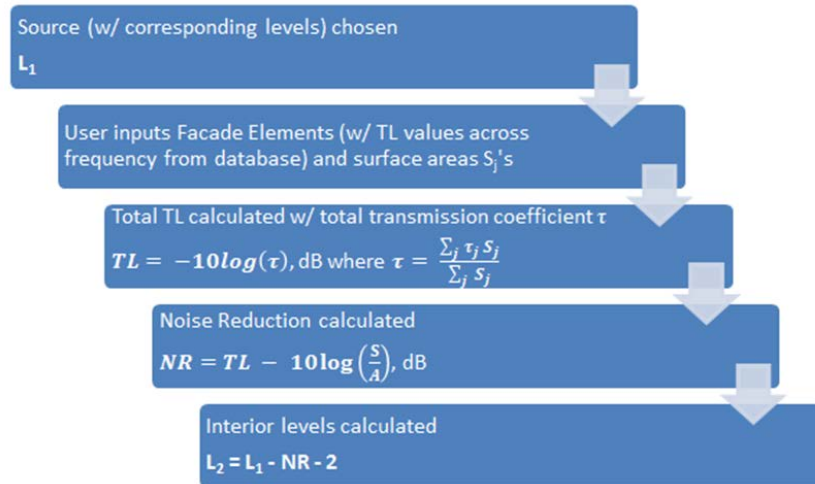 Source (w/ corresponding levels) chosen
L₁
User inputs Facade Elements (w/ TL values across
frequency from database) and surface areas Sⱼ's
Total TL calculated w/ total transmission coefficient τ
TL = −10log(τ), dB where τ = ∑ⱼ τⱼ Sⱼ / ∑ⱼ Sⱼ
Noise Reduction calculated
NR = TL − 10log(S/A), dB
Interior levels calculated
L₂ = L₁ - NR - 2